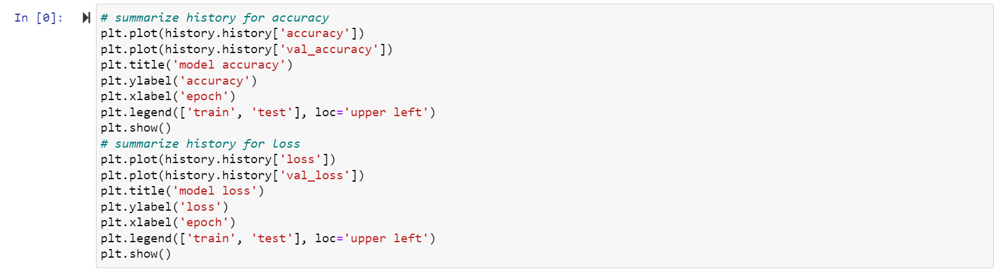 In [0]: # summarize history for accuracy
plt.plot(history.history['accuracy'])
plt.plot(history.history['val_accuracy'])
plt.title('model accuracy')
plt.ylabel('accuracy')
plt.xlabel('epoch')
plt.legend(['train', 'test'], loc='upper left')
plt.show()
# summarize history for loss
plt.plot(history.history['loss'])
plt.plot(history.history['val_loss'])
plt.title('model loss')
plt.ylabel('loss')
plt.xlabel('epoch')
plt.legend(['train', 'test'], loc='upper left')
plt.show()